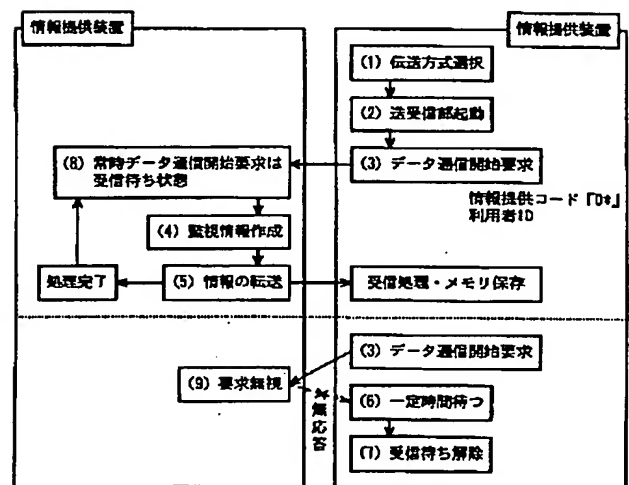 情報提供装置
情報提供装置
(1) 伝送方式選択
(2) 送受信部起動
(8) 常時データ通信開始要求は
受信待ち状態
(3) データ通信開始要求
情報提供コード『D*』
利用者ID
(4) 監視情報作成
処理完了
(5) 情報の転送
受信処理・メモリ保存
(3) データ通信開始要求
(9) 要求無視
無応答
(6) 一定時間待つ
(7) 受信待ち解除